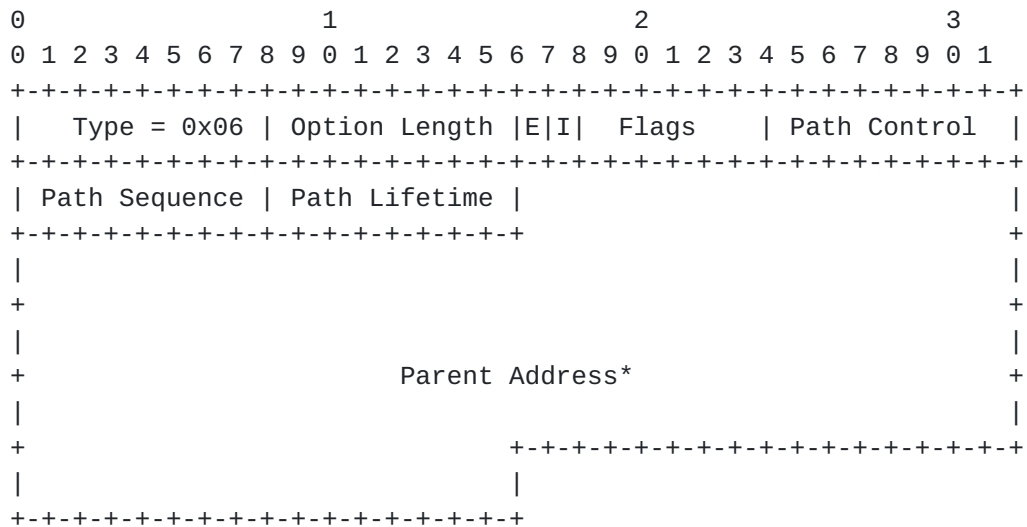 0                   1                   2                   3
0 1 2 3 4 5 6 7 8 9 0 1 2 3 4 5 6 7 8 9 0 1 2 3 4 5 6 7 8 9 0 1
+-+-+-+-+-+-+-+-+-+-+-+-+-+-+-+-+-+-+-+-+-+-+-+-+-+-+-+-+-+-+-+-+
|   Type = 0x06 | Option Length |E|I|  Flags    | Path Control  |
+-+-+-+-+-+-+-+-+-+-+-+-+-+-+-+-+-+-+-+-+-+-+-+-+-+-+-+-+-+-+-+-+
| Path Sequence | Path Lifetime |                               |
+-+-+-+-+-+-+-+-+-+-+-+-+-+-+-+-+                               +
|                                                               |
+                                                               +
|                                                               |
+                        Parent Address*                        +
|                                                               |
+                               +-+-+-+-+-+-+-+-+-+-+-+-+-+-+-+-+
|                               |
+-+-+-+-+-+-+-+-+-+-+-+-+-+-+-+-+